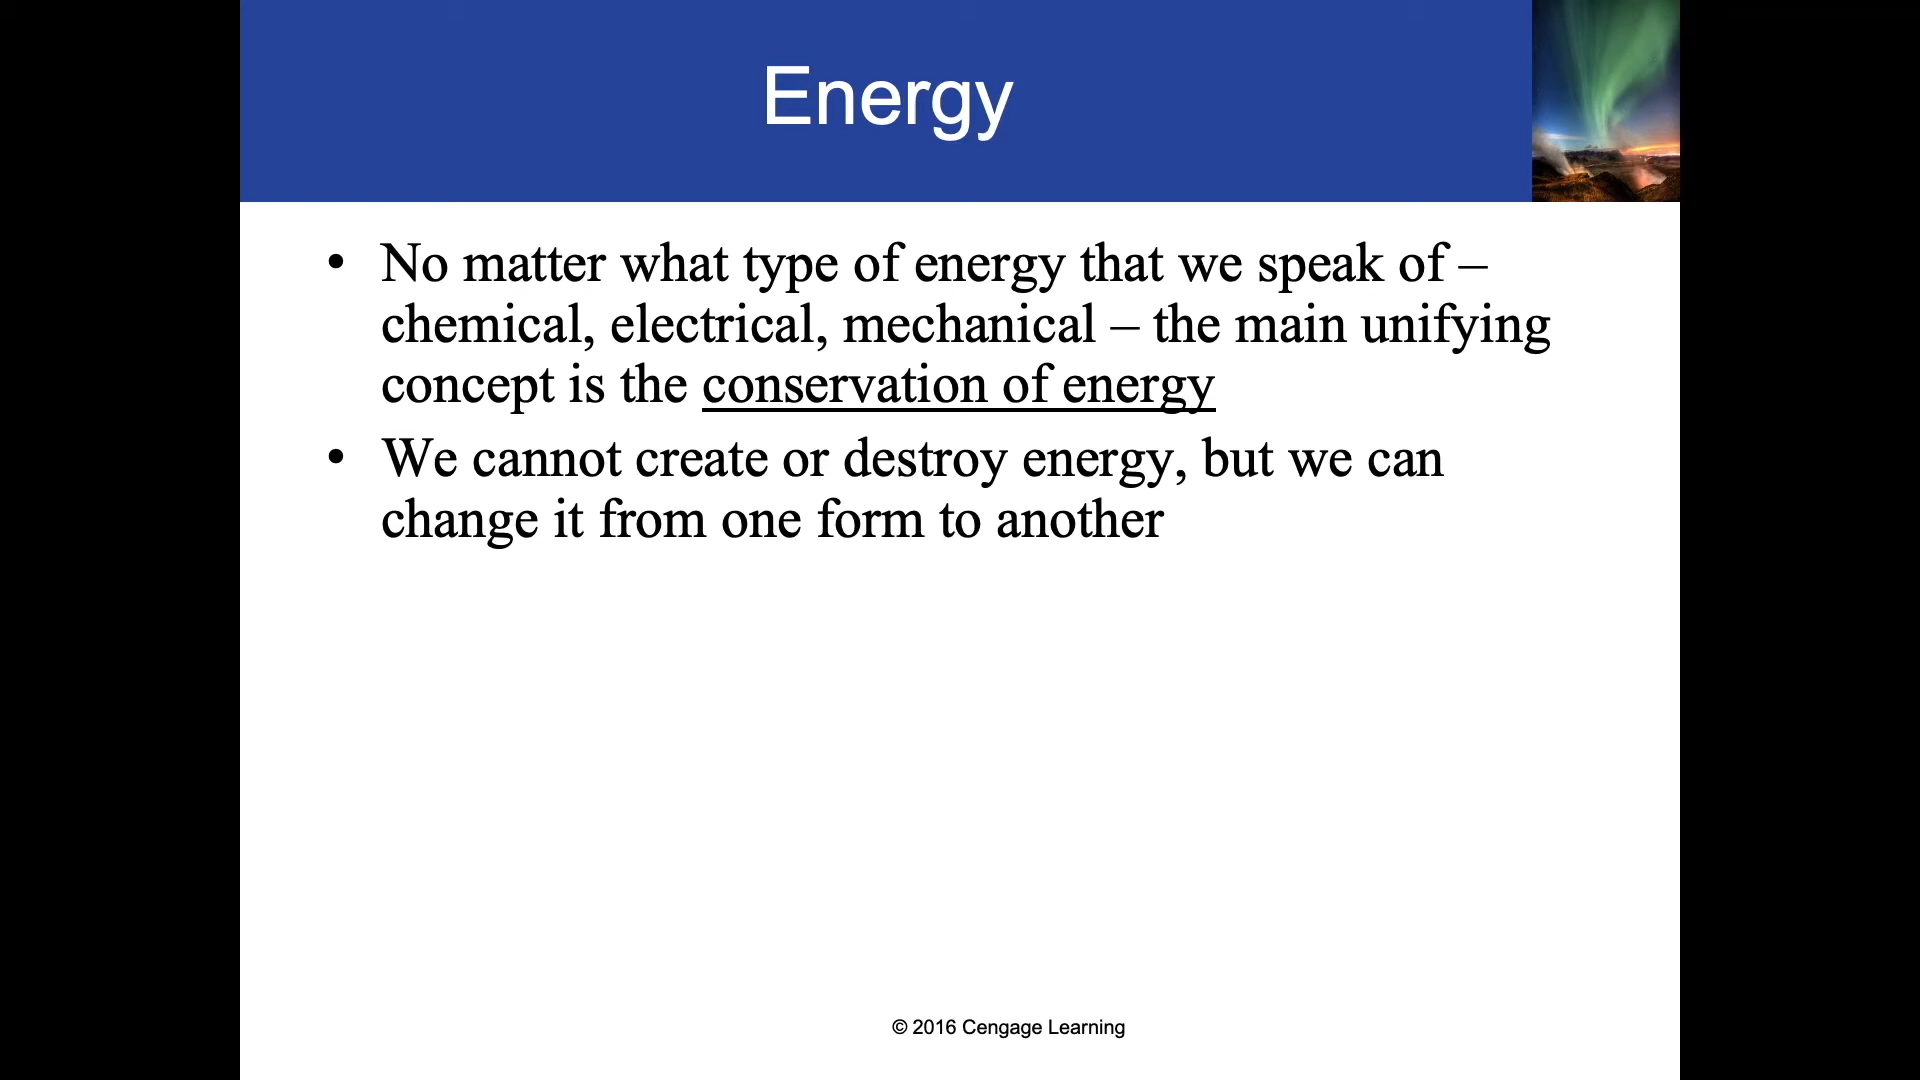 Energy
• No matter what type of energy that we speak of –
chemical, electrical, mechanical – the main unifying
concept is the conservation of energy
• We cannot create or destroy energy, but we can
change it from one form to another
© 2016 Cengage Learning